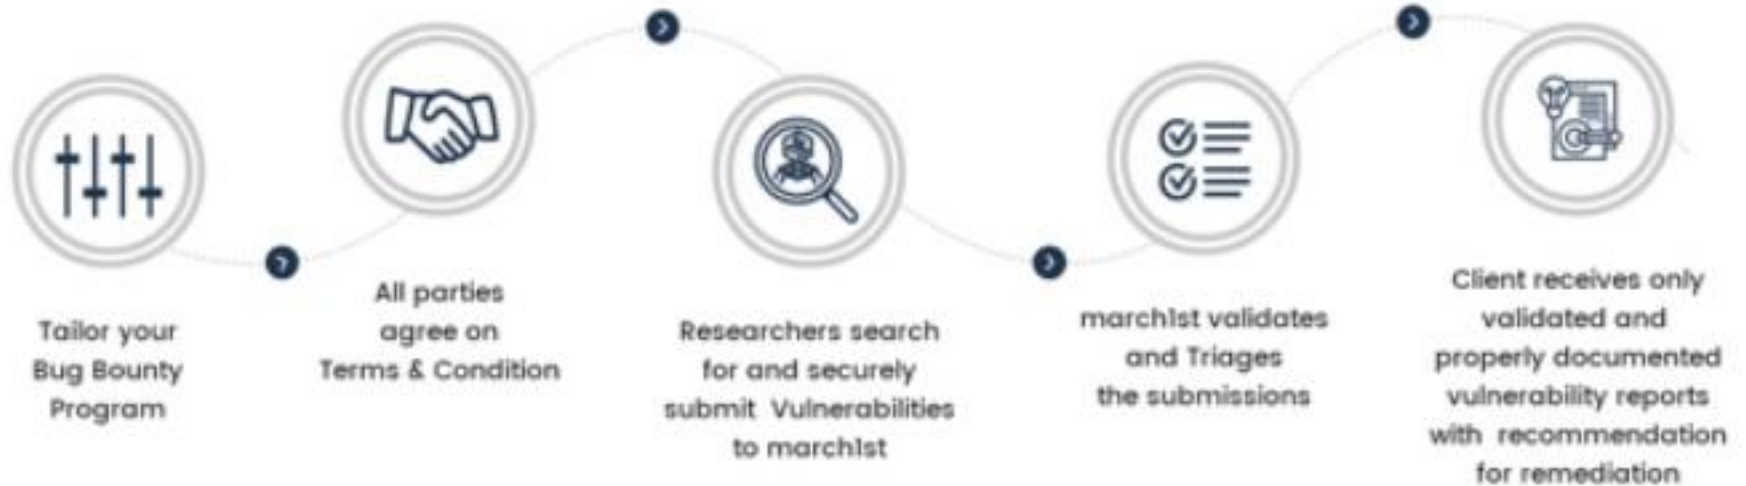 Tailor your
Bug Bounty
Program
All parties
agree on
Terms & Condition
Researchers search
for and securely
submit Vulnerabilities
to march1st
march1st validates
and Triages
the submissions
Client receives only
validated and
properly documented
vulnerability reports
with recommendation
for remediation